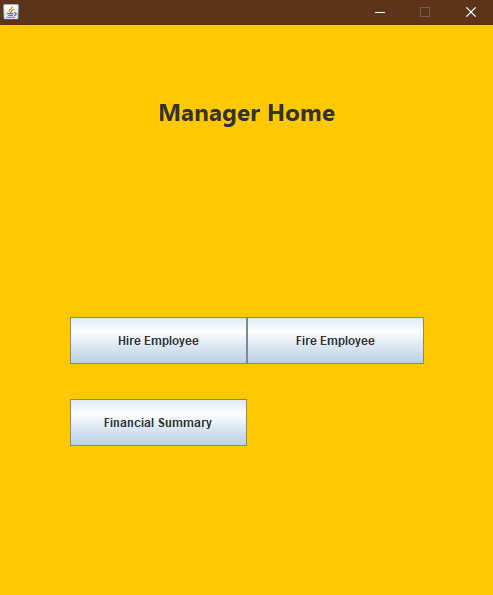 Manager Home
Hire Employee
Fire Employee
Financial Summary